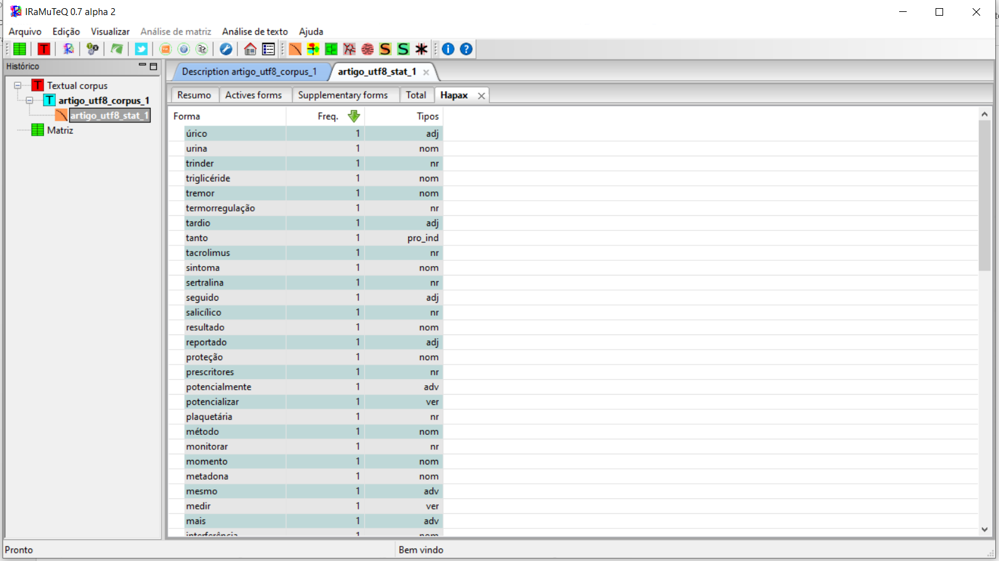 IRaMuTeQ 0.7 alpha 2
Arquivo Edição Visualizar Análise de matriz Análise de texto Ajuda
Histórico
Textual corpus
artigo_utf8_corpus_1
artigo_utf8_stat_1
Matriz
Description artigo_utf8_corpus_1 artigo_utf8_stat_1
Resumo Actives forms Supplementary forms Total Hapax
Forma Freq. Tipos
úrico 1 adj
urina 1 nom
trinder 1 nr
triglicéride 1 nom
tremor 1 nom
termorregulação 1 nr
tardio 1 adj
tanto 1 pro_ind
tacrolimus 1 nr
sintoma 1 nom
sertralina 1 nr
seguido 1 adj
salicílico 1 nr
resultado 1 nom
reportado 1 adj
proteção 1 nom
prescritores 1 nr
potencialmente 1 adv
potencializar 1 ver
plaquetária 1 nr
método 1 nom
monitorar 1 nr
momento 1 nom
metadona 1 nom
mesmo 1 adv
medir 1 ver
mais 1 adv
interferência 1 nom
Pronto Bem vindo